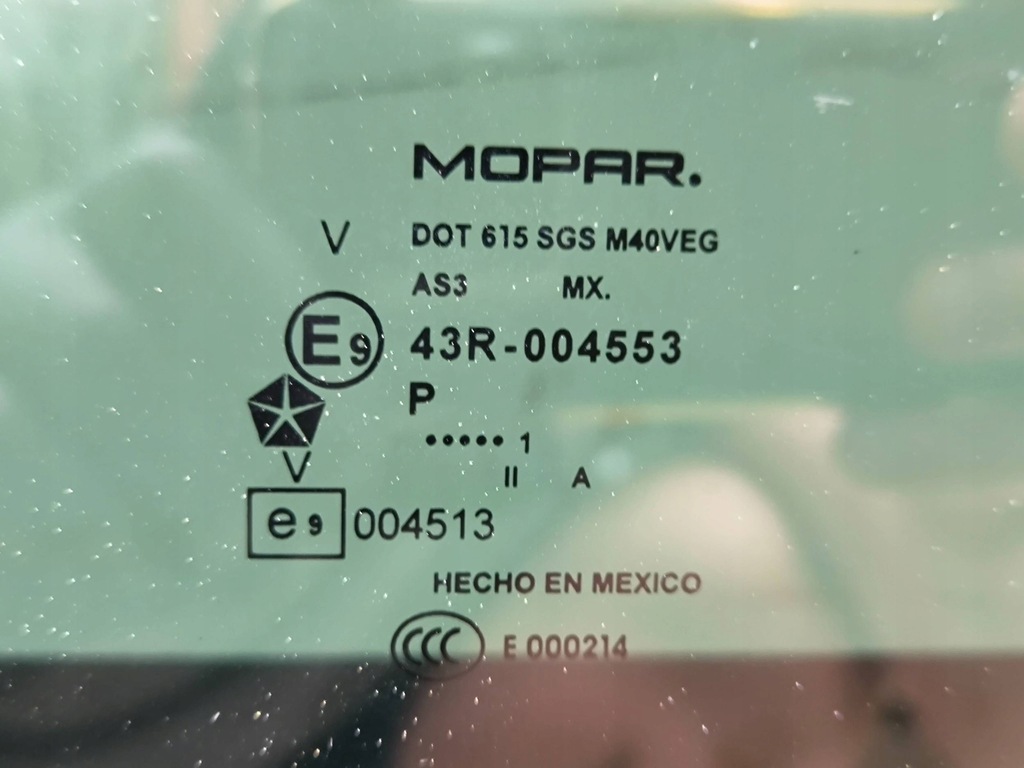 MOPAR.
V DOT 615 SGS M40VEG
AS3 MX.
E9 43R-004553
P
••••• 1
V II A
e9 004513
HECHO EN MEXICO
CCC E 000214